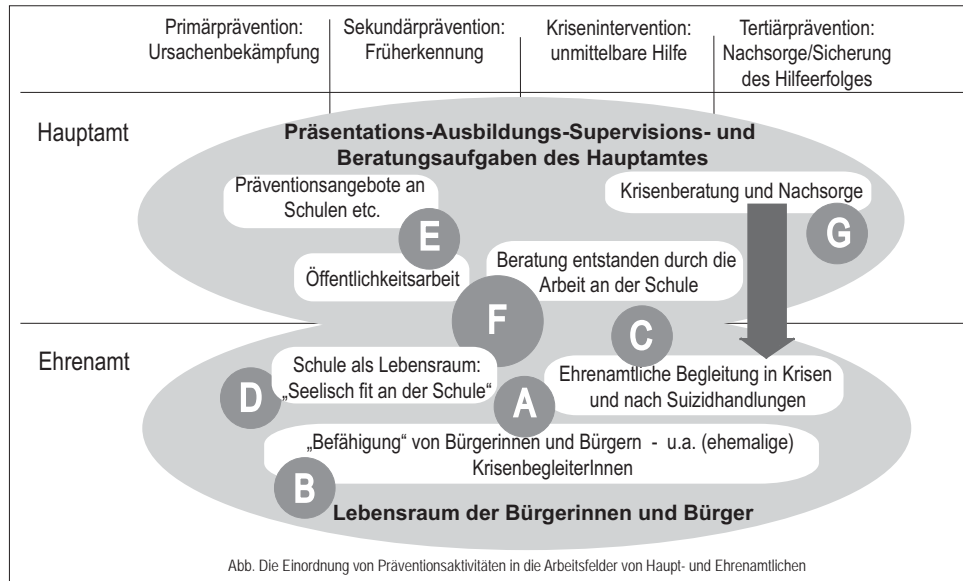 Primärprävention:
Ursachenbekämpfung
Sekundärprävention:
Früherkennung
Krisenintervention:
unmittelbare Hilfe
Tertiärprävention:
Nachsorge/Sicherung
des Hilfeerfolges
Hauptamt
Präsentations-Ausbildungs-Supervisions- und
Beratungsaufgaben des Hauptamtes
Präventionsangebote an
Schulen etc.
Krisenberatung und Nachsorge
E
G
Öffentlichkeitsarbeit
Beratung entstanden durch die
Arbeit an der Schule
F
C
Ehrenamt
Schule als Lebensraum:
„Seelisch fit an der Schule“
D
A
Ehrenamtliche Begleitung in Krisen
und nach Suizidhandlungen
„Befähigung“ von Bürgerinnen und Bürgern - u.a. (ehemalige)
KrisenbegleiterInnen
B
Lebensraum der Bürgerinnen und Bürger
Abb. Die Einordnung von Präventionsaktivitäten in die Arbeitsfelder von Haupt- und Ehrenamtlichen